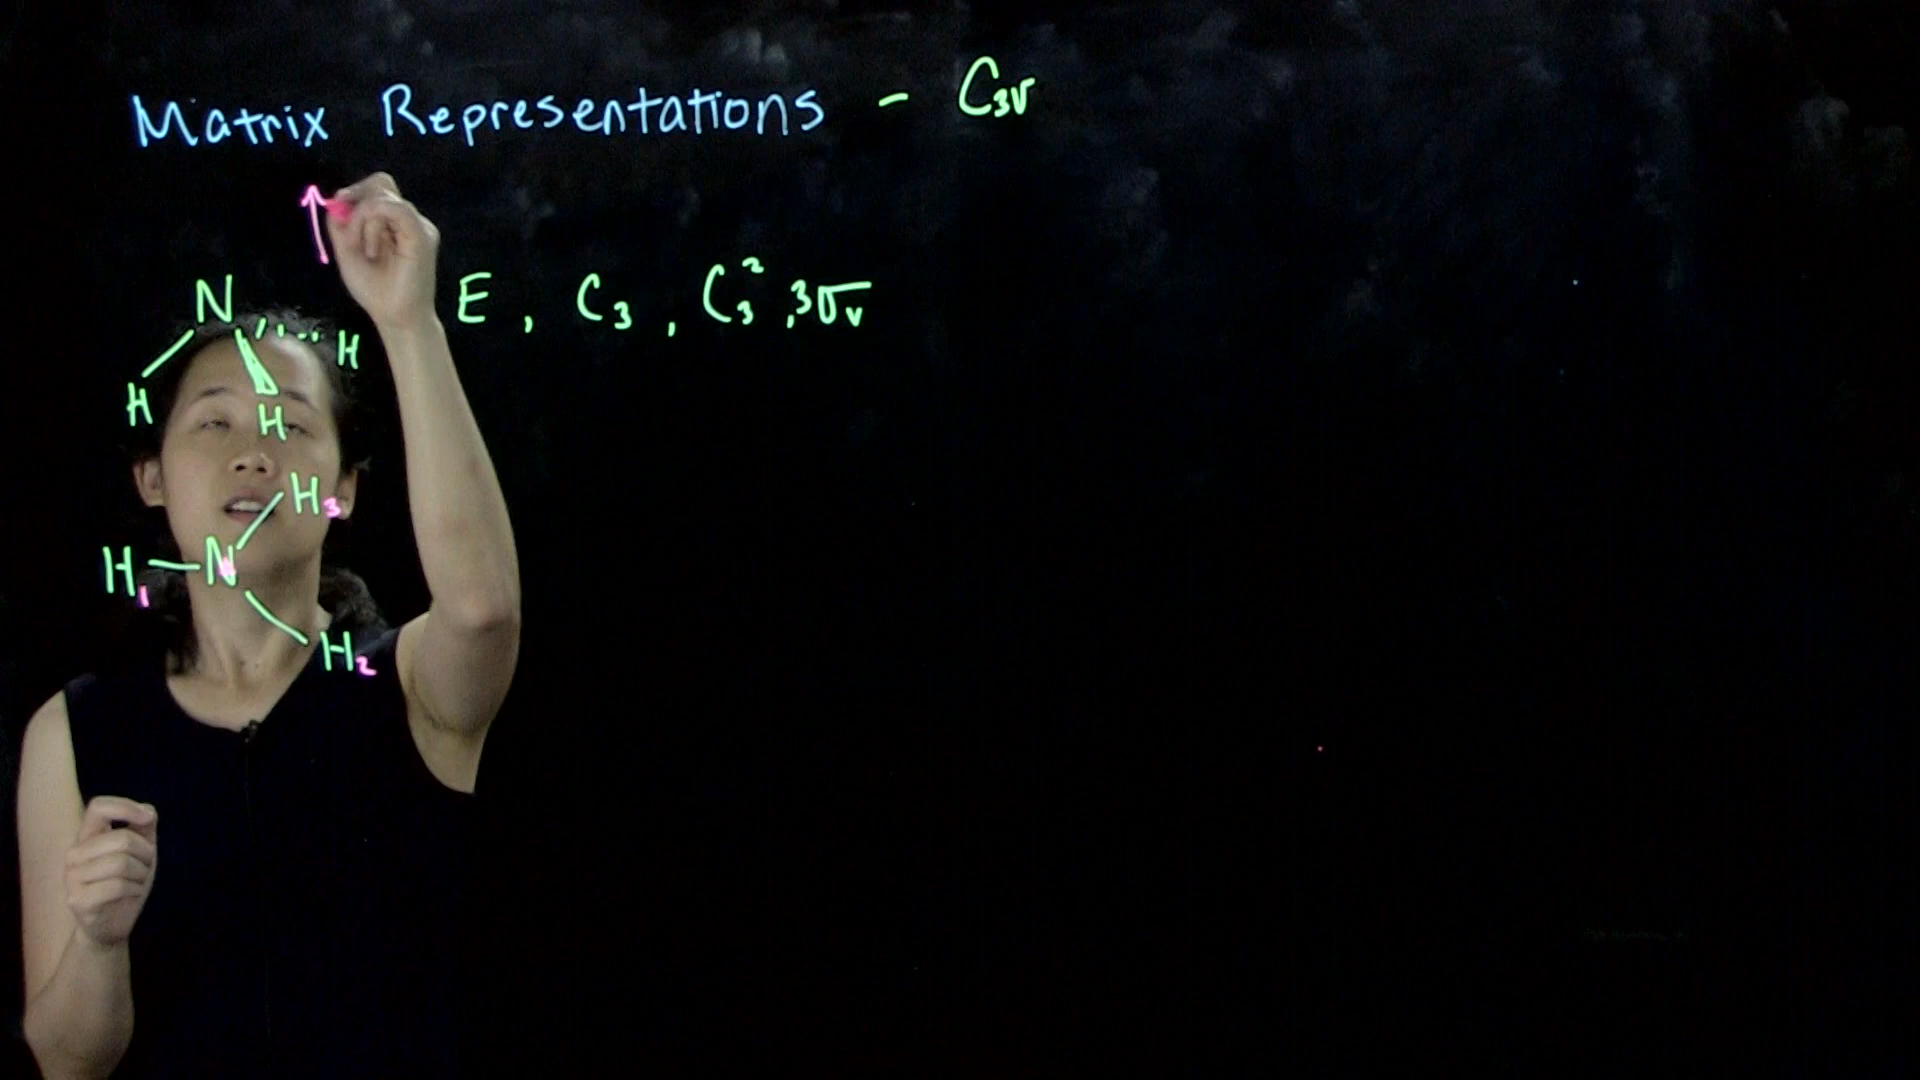 Matrix Representations - C₃ᵥ
N
E, C₃, C₃², 3σᵥ
H
H
H
H₃
H₁-N
H₂